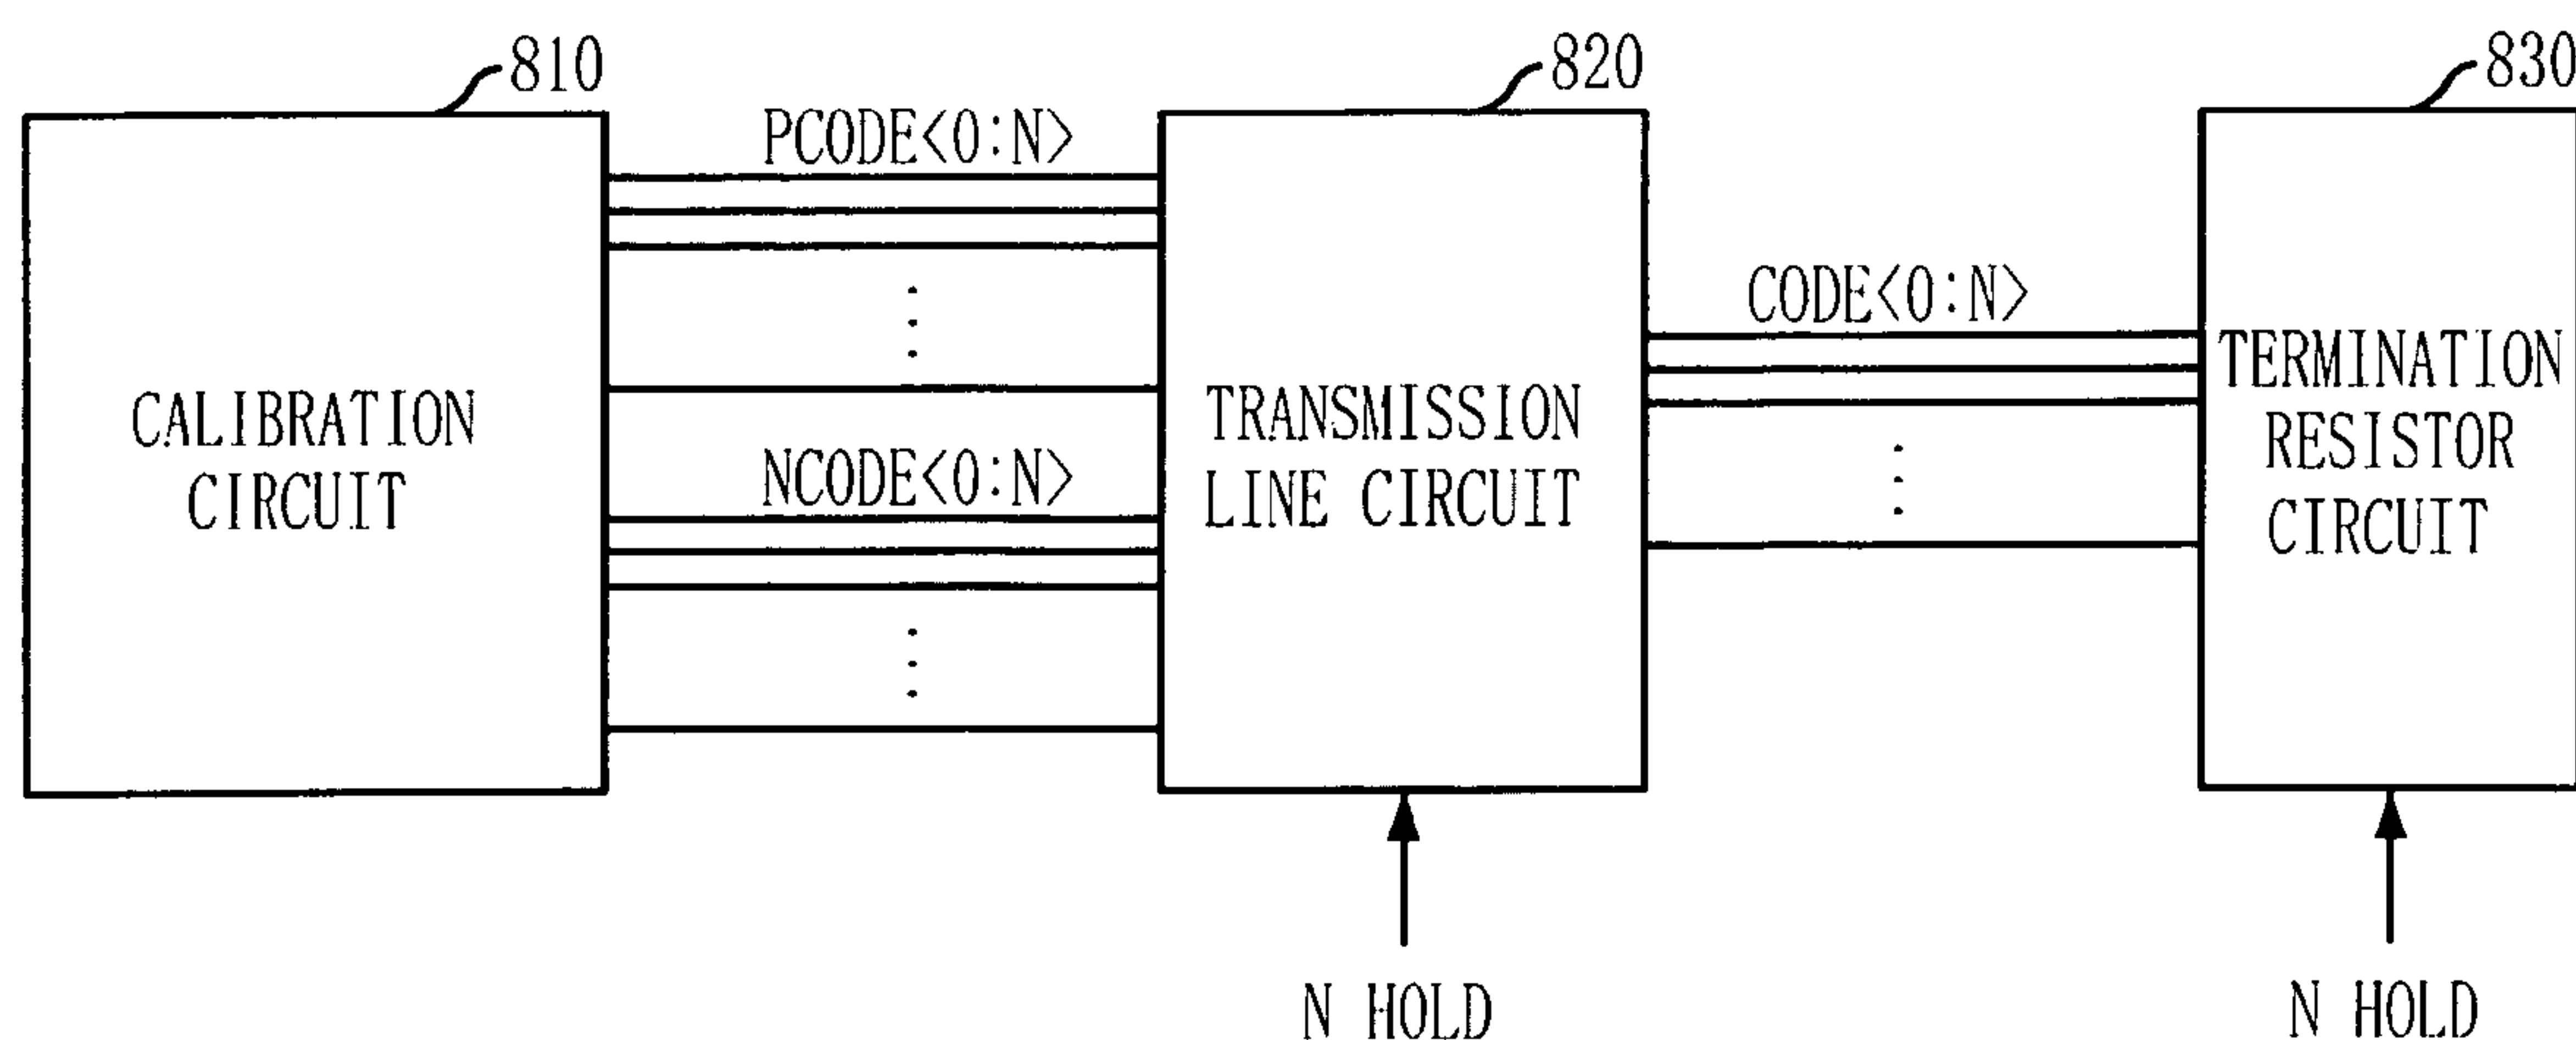 810
820
830
PCODE<0:N>
CODE<0:N>
CALIBRATION
CIRCUIT
NCODE<0:N>
TRANSMISSION
LINE CIRCUIT
TERMINATION
RESISTOR
CIRCUIT
N HOLD
N HOLD